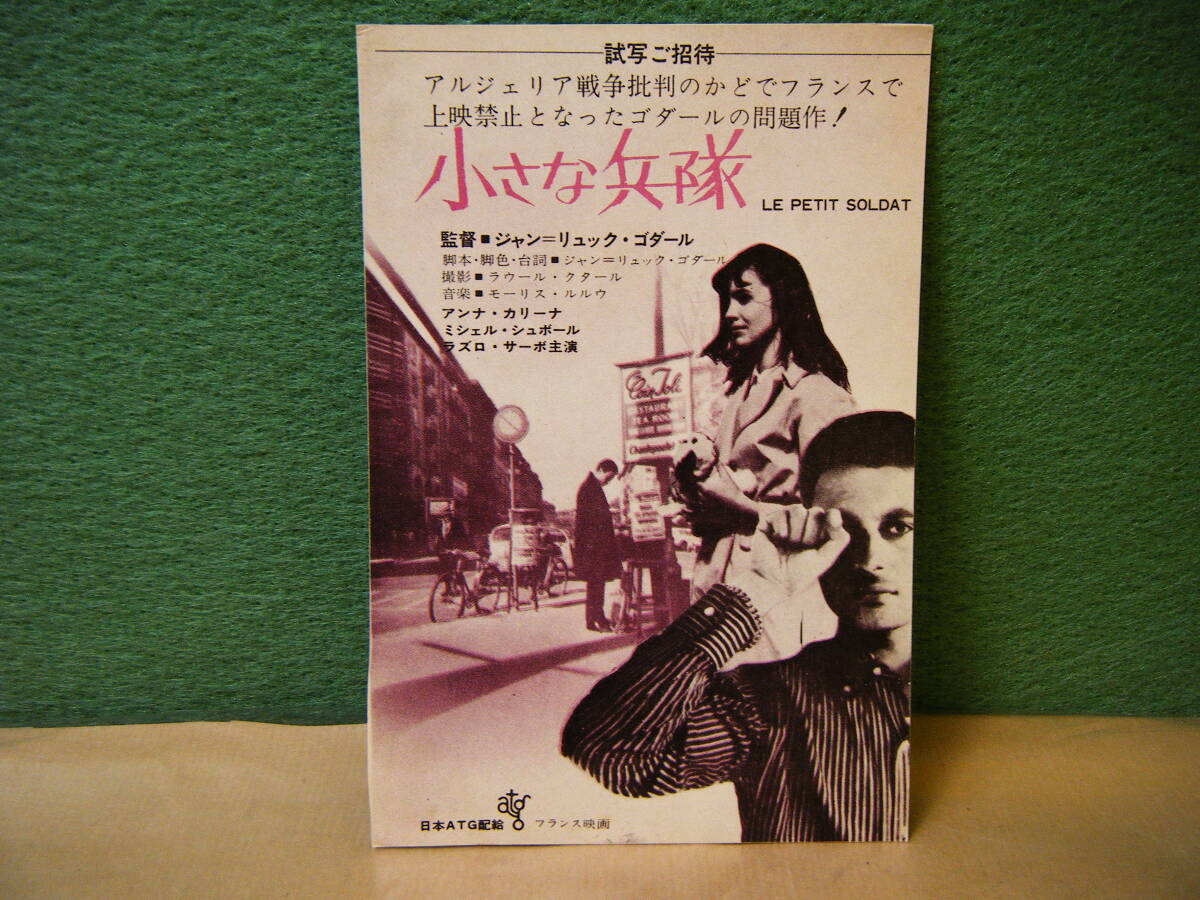 試写ご招待
アルジェリア戦争批判のかどでフランスで
上映禁止となったゴダールの問題作!
小さな兵隊
LE PETIT SOLDAT
監督■ジャン=リュック・ゴダール
脚本・脚色・台詞■ジャン=リュック・ゴダール
撮影■ラウール・クタール
音楽■モーリス・ルルウ
アンナ・カリーナ
ミシェル・シュボール
ラズロ・サーボ主演
RESTAURANT
TEA ROOM
atg
日本ATG配給
フランス映画